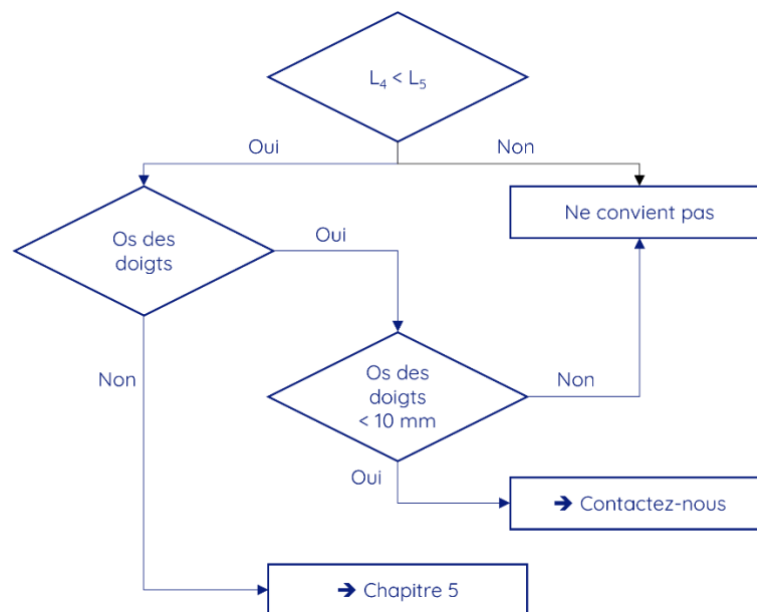 L₄ < L₅
Oui
Non
Ne convient pas
Os des
doigts
Oui
Non
Os des
doigts
< 10 mm
Non
Oui
➔ Contactez-nous
➔ Chapitre 5